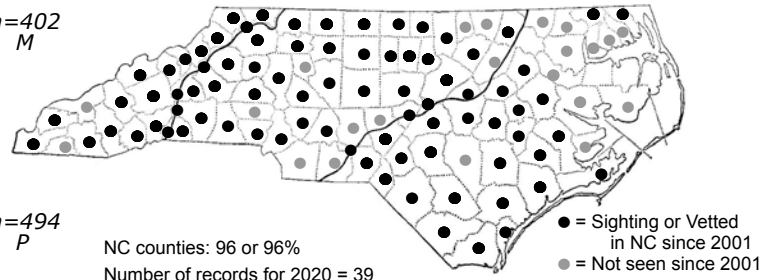 n=402
M
n=494
P
NC counties: 96 or 96%
Number of records for 2020 = 39
= Sighting or Vetted
in NC since 2001
= Not seen since 2001